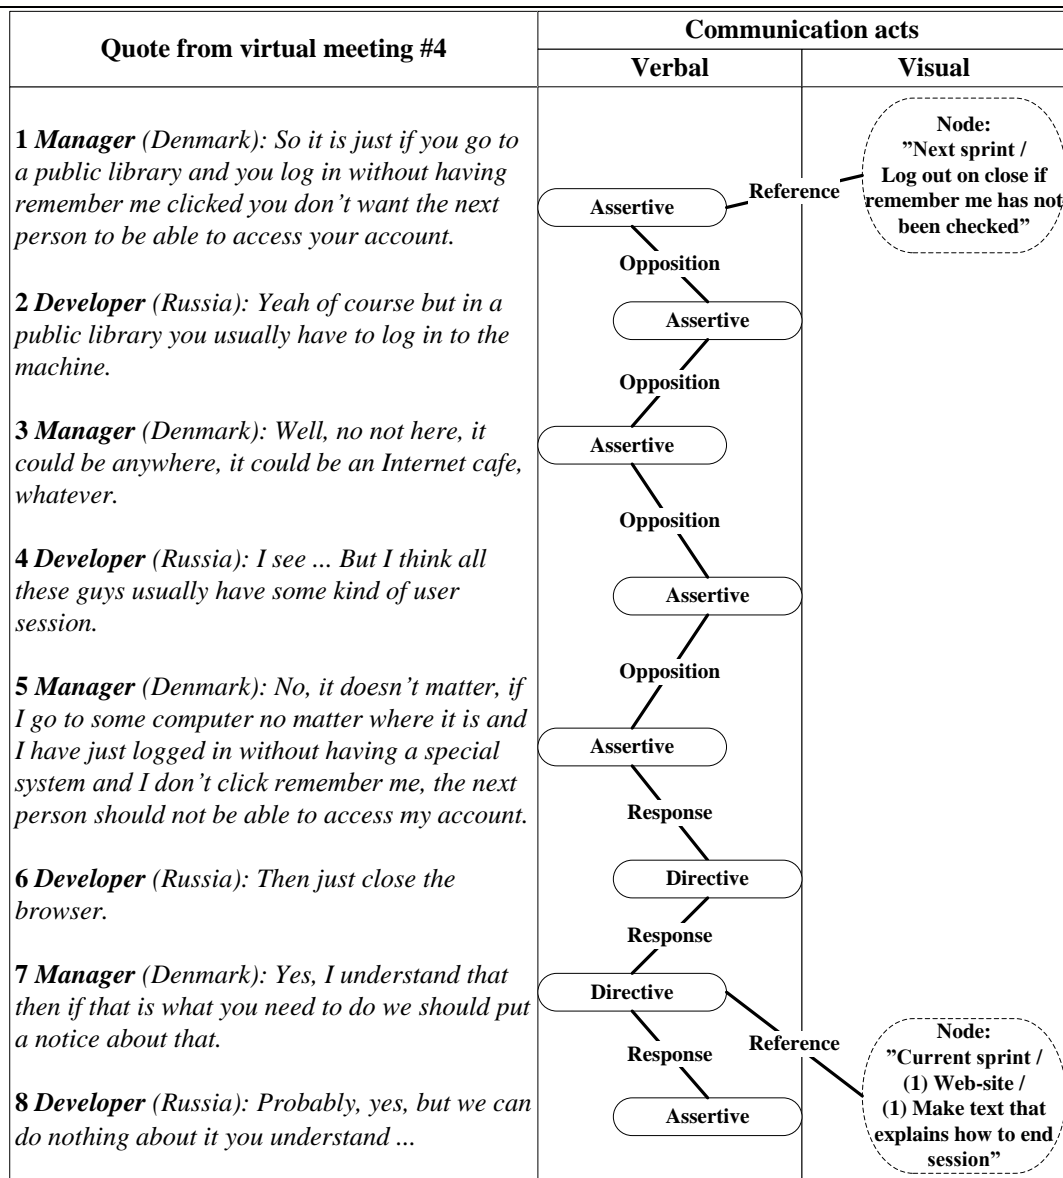 Quote from virtual meeting #4
Communication acts
Verbal
Visual
1 Manager (Denmark): So it is just if you go to
a public library and you log in without having
remember me clicked you don't want the next
person to be able to access your account.
2 Developer (Russia): Yeah of course but in a
public library you usually have to log in to the
machine.
3 Manager (Denmark): Well, no not here, it
could be anywhere, it could be an Internet cafe,
whatever.
4 Developer (Russia): I see ... But I think all
these guys usually have some kind of user
session.
5 Manager (Denmark): No, it doesn't matter, if
I go to some computer no matter where it is and
I have just logged in without having a special
system and I don't click remember me, the next
person should not be able to access my account.
6 Developer (Russia): Then just close the
browser.
7 Manager (Denmark): Yes, I understand that
then if that is what you need to do we should put
a notice about that.
8 Developer (Russia): Probably, yes, but we can
do nothing about it you understand ...
Assertive
Opposition
Assertive
Opposition
Assertive
Opposition
Assertive
Opposition
Assertive
Response
Directive
Response
Directive
Response
Assertive
Reference
Node:
”Next sprint /
Log out on close if
remember me has not
been checked”
Reference
Node:
”Current sprint /
(1) Web-site /
(1) Make text that
explains how to end
session”